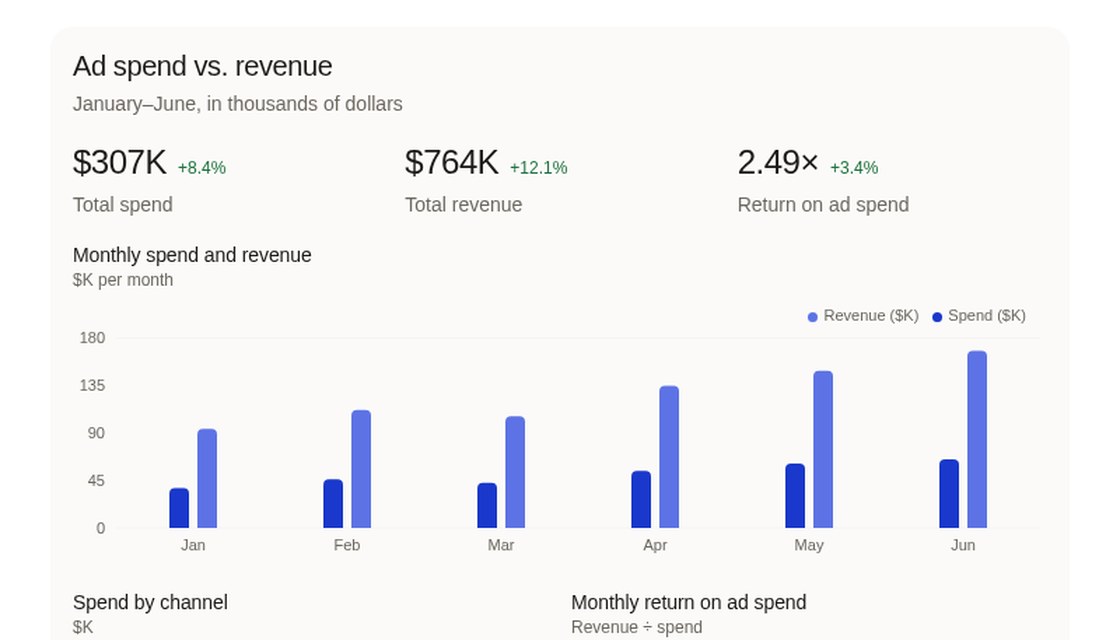 Ad spend vs. revenue
January–June, in thousands of dollars
$307K +8.4%
Total spend
$764K +12.1%
Total revenue
2.49× +3.4%
Return on ad spend
Monthly spend and revenue
$K per month
Revenue ($K) Spend ($K)
180
135
90
45
0
Jan Feb Mar Apr May Jun
Spend by channel
$K
Monthly return on ad spend
Revenue ÷ spend